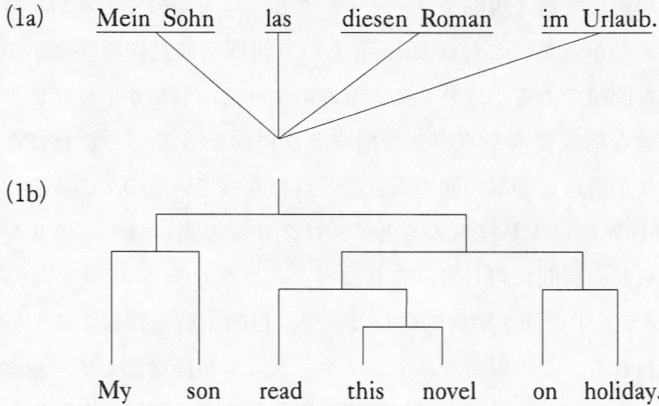 (1a) Mein Sohn las diesen Roman im Urlaub.
(1b)
My son read this novel on holiday.